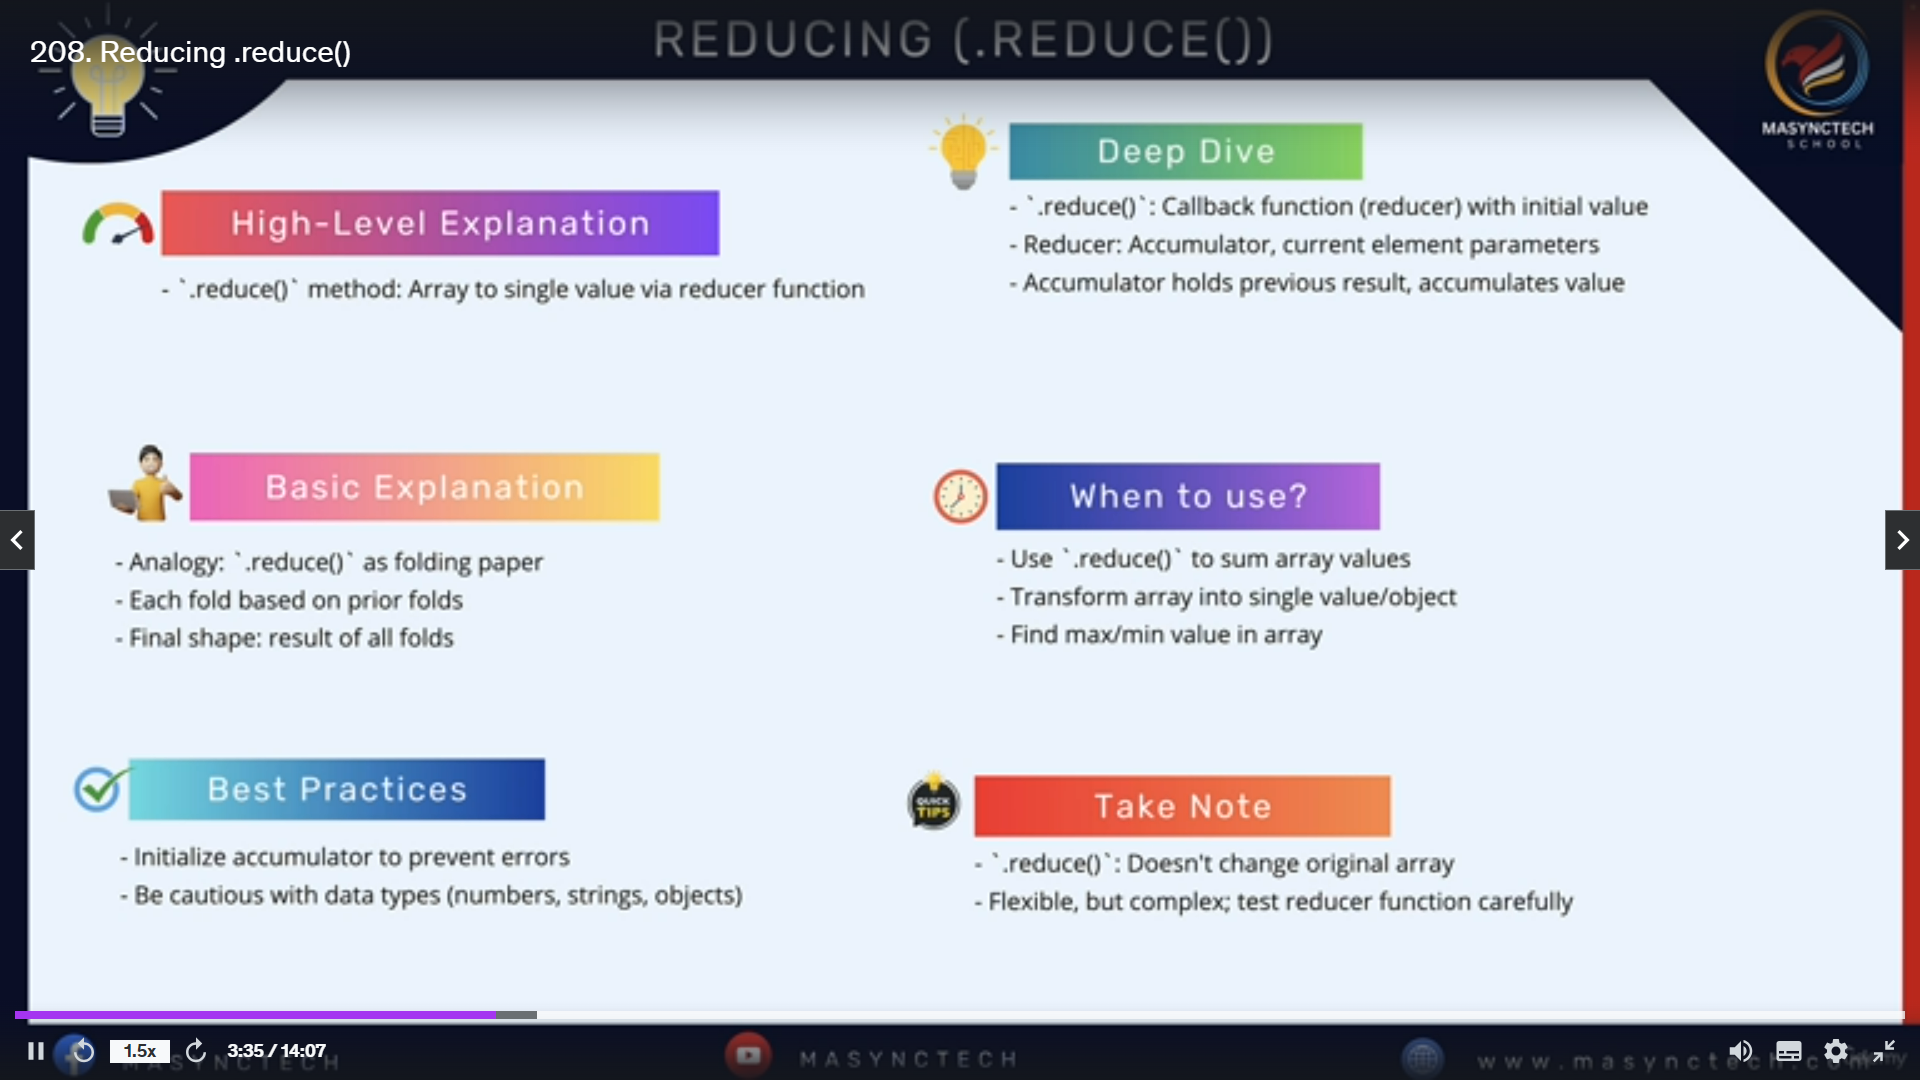 REDUCING (.REDUCE())
208. Reducing .reduce()
MASYNCTECH
SCHOOL
High-Level Explanation
- `.reduce()` method: Array to single value via reducer function
Deep Dive
- `.reduce()`: Callback function (reducer) with initial value
- Reducer: Accumulator, current element parameters
- Accumulator holds previous result, accumulates value
Basic Explanation
- Analogy: `.reduce()` as folding paper
- Each fold based on prior folds
- Final shape: result of all folds
When to use?
- Use `.reduce()` to sum array values
- Transform array into single value/object
- Find max/min value in array
Best Practices
- Initialize accumulator to prevent errors
- Be cautious with data types (numbers, strings, objects)
QUICK
TIPS
Take Note
- `.reduce()`: Doesn't change original array
- Flexible, but complex; test reducer function carefully
1.5x
3:35 / 14:07
MASYNCTECH
MASYNCTECH
www.masynctech.com